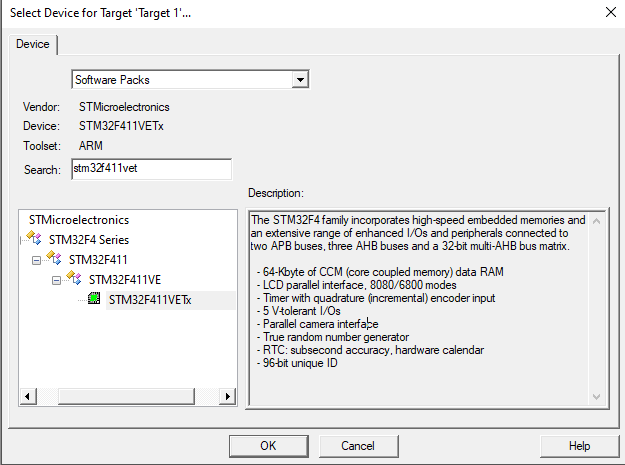 Select Device for Target 'Target 1'...
Device
Software Packs
Vendor: STMicroelectronics
Device: STM32F411VETx
Toolset: ARM
Search: stm32f411vet
Description:
STMicroelectronics
STM32F4 Series
STM32F411
STM32F411VE
STM32F411VETx
The STM32F4 family incorporates high-speed embedded memories and
an extensive range of enhanced I/Os and peripherals connected to
two APB buses, three AHB buses and a 32-bit multi-AHB bus matrix.
- 64-Kbyte of CCM (core coupled memory) data RAM
- LCD parallel interface, 8080/6800 modes
- Timer with quadrature (incremental) encoder input
- 5 V-tolerant I/Os
- Parallel camera interface
- True random number generator
- RTC: subsecond accuracy, hardware calendar
- 96-bit unique ID
OK
Cancel
Help